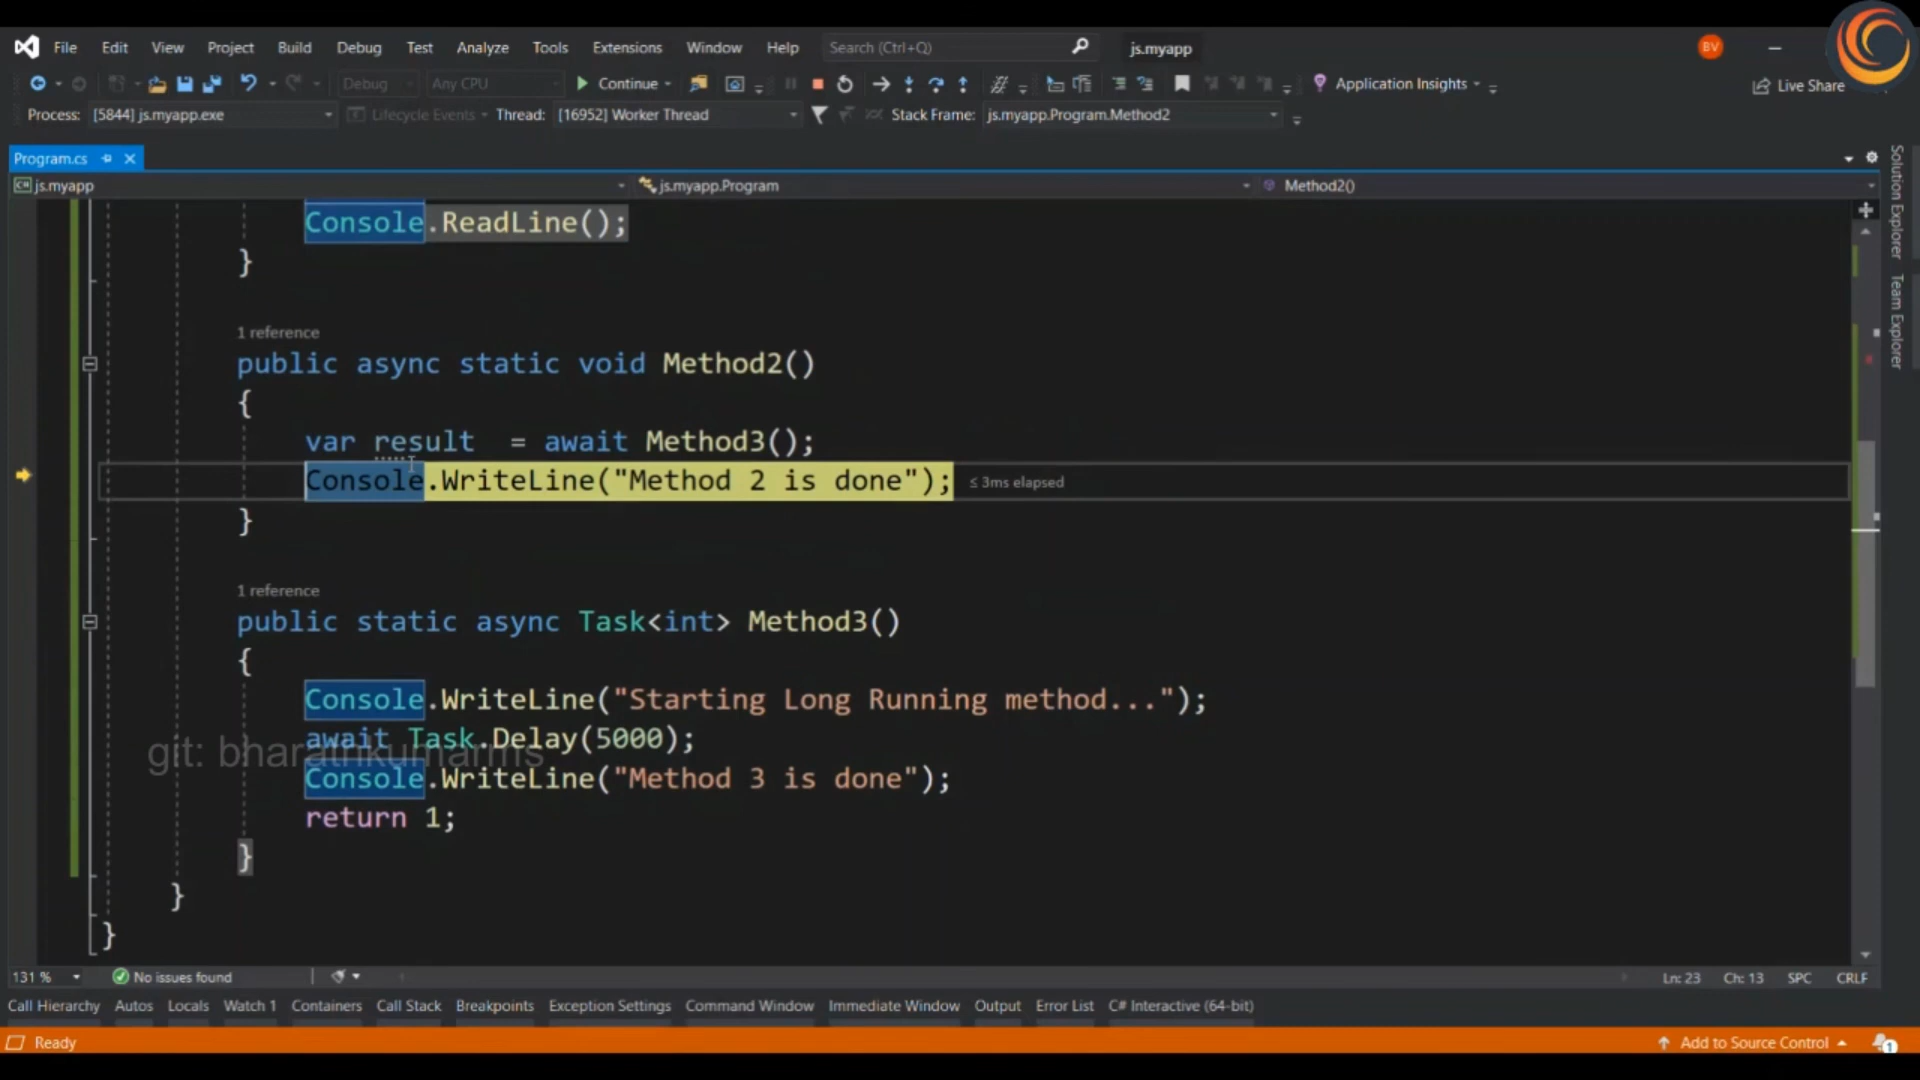 File Edit View Project Build Debug Test Analyze Tools Extensions Window Help Search (Ctrl+Q) js.myapp BV
Debug Any CPU Continue Application Insights Live Share
Process: [5844] js.myapp.exe Lifecycle Events Thread: [16952] Worker Thread Stack Frame: js.myapp.Program.Method2
Program.cs
C# js.myapp js.myapp.Program Method2()
Console.ReadLine();
}
1 reference
public async static void Method2()
{
var result = await Method3();
Console.WriteLine("Method 2 is done"); ≤ 3ms elapsed
}
1 reference
public static async Task<int> Method3()
{
Console.WriteLine("Starting Long Running method...");
await Task.Delay(5000);
git: bharathkumarms
Console.WriteLine("Method 3 is done");
return 1;
}
}
}
Solution Explorer
Team Explorer
131 % No issues found Ln: 23 Ch: 13 SPC CRLF
Call Hierarchy Autos Locals Watch 1 Containers Call Stack Breakpoints Exception Settings Command Window Immediate Window Output Error List C# Interactive (64-bit)
Ready Add to Source Control 1